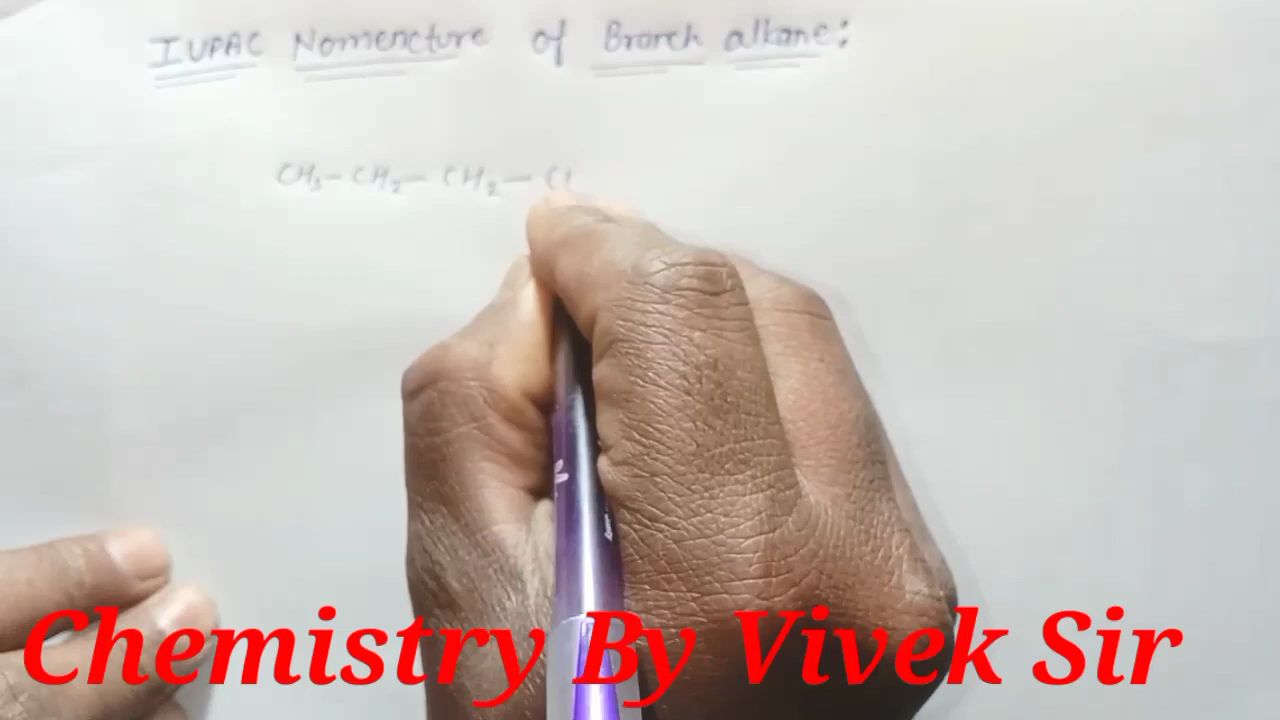 IUPAC Nomencture of Branch alkane:
CH₃-CH₂-CH₂-C
Chemistry By Vivek Sir